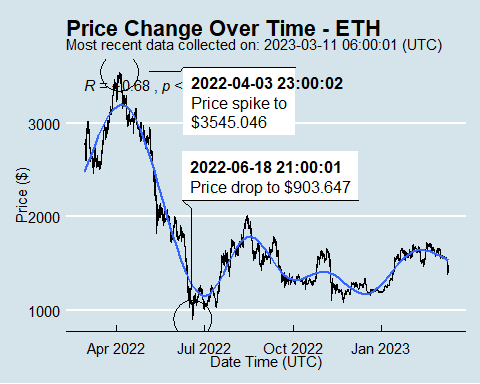 Price Change Over Time - ETH
Most recent data collected on: 2023-03-11 06:00:01 (UTC)
R = 0.68 , p <
2022-04-03 23:00:02
Price spike to
$3545.046
2022-06-18 21:00:01
Price drop to $903.647
Price ($)
3000
2000
1000
Apr 2022
Jul 2022
Oct 2022
Jan 2023
Date Time (UTC)